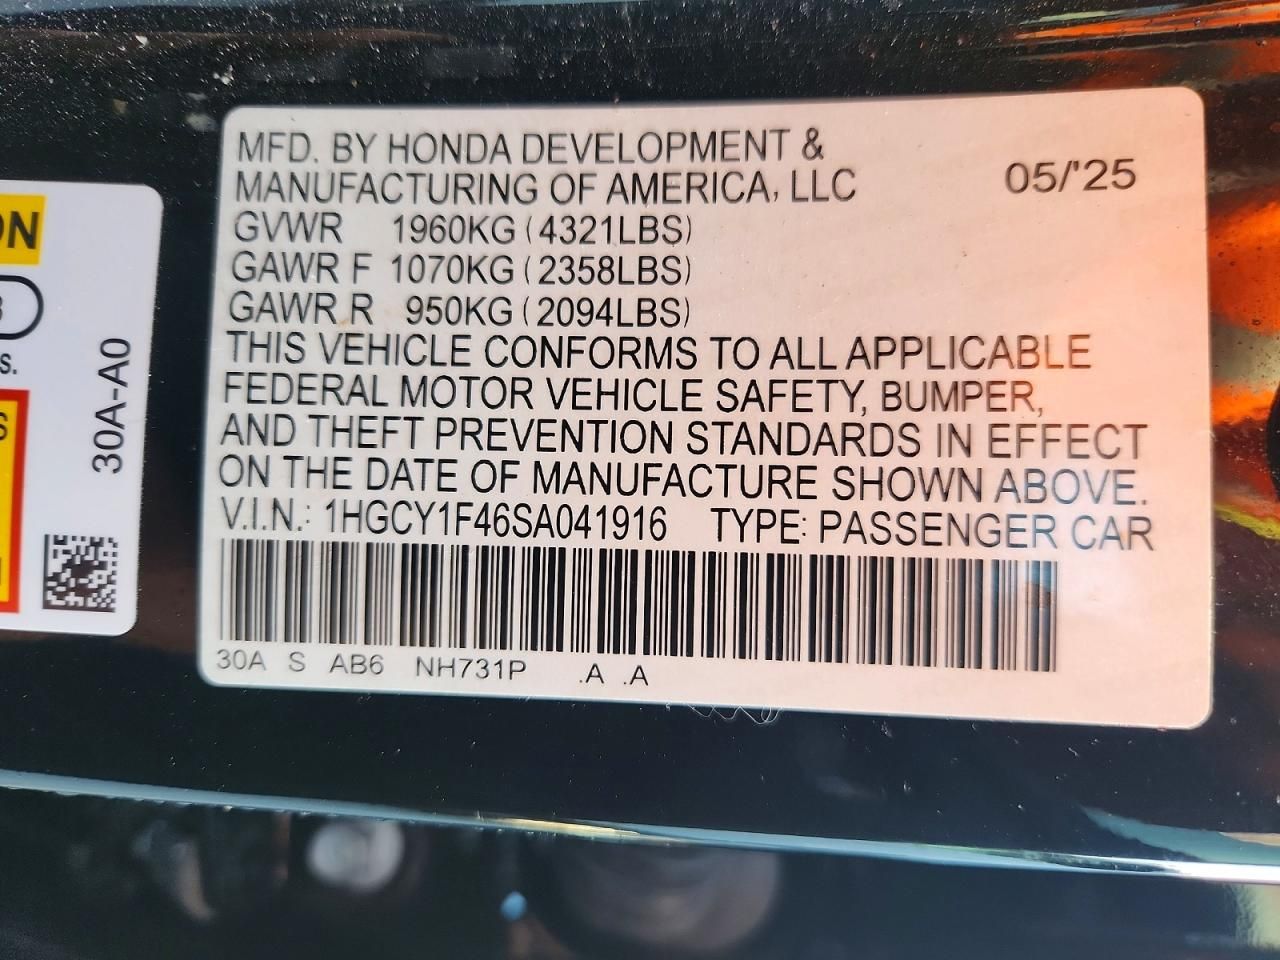 MFD. BY HONDA DEVELOPMENT &
MANUFACTURING OF AMERICA, LLC 05/'25
GVWR 1960KG (4321LBS)
GAWR F 1070KG (2358LBS)
GAWR R 950KG (2094LBS)
THIS VEHICLE CONFORMS TO ALL APPLICABLE
FEDERAL MOTOR VEHICLE SAFETY, BUMPER,
AND THEFT PREVENTION STANDARDS IN EFFECT
ON THE DATE OF MANUFACTURE SHOWN ABOVE.
V.I.N.: 1HGCY1F46SA041916 TYPE: PASSENGER CAR
30A S AB6 NH731P .A .A
30A-A0